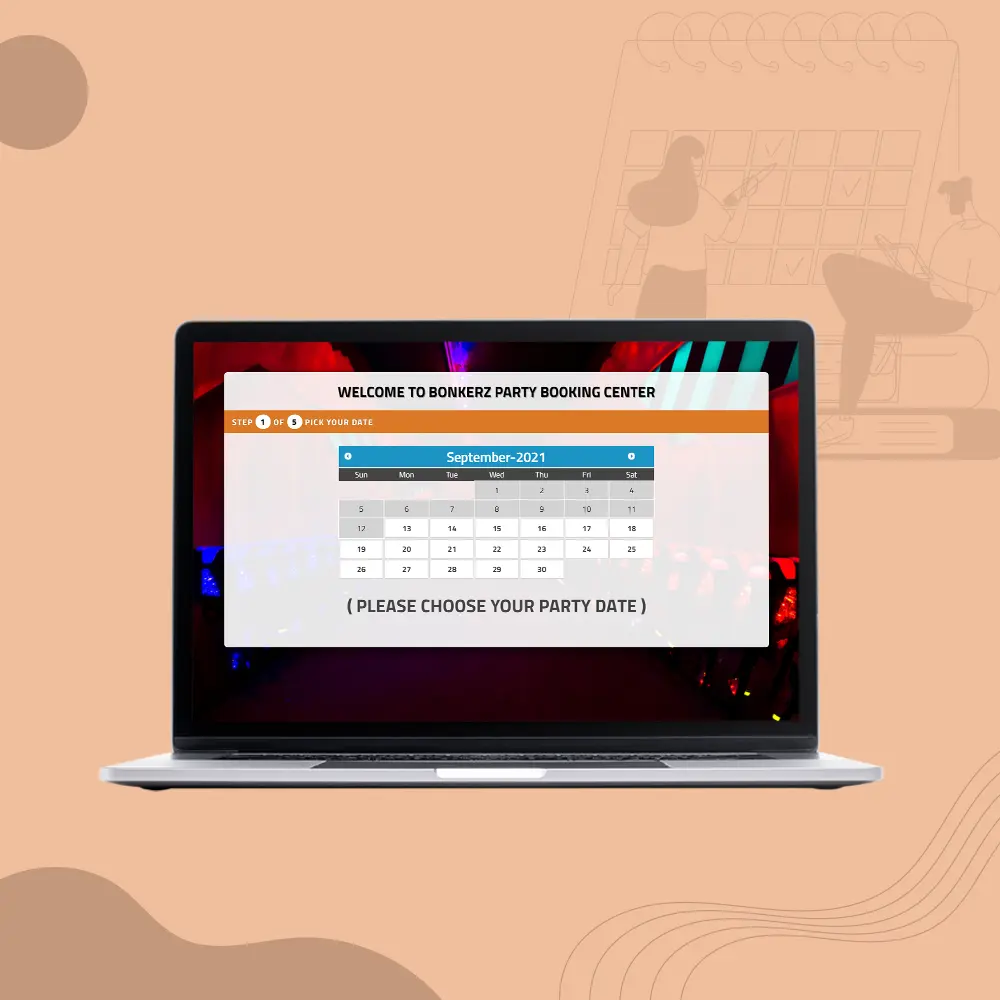 WELCOME TO BONKERZ PARTY BOOKING CENTER
STEP 1 OF 5 PICK YOUR DATE
September-2021
Sun Mon Tue Wed Thu Fri Sat
1 2 3 4
5 6 7 8 9 10 11
12 13 14 15 16 17 18
19 20 21 22 23 24 25
26 27 28 29 30
( PLEASE CHOOSE YOUR PARTY DATE )